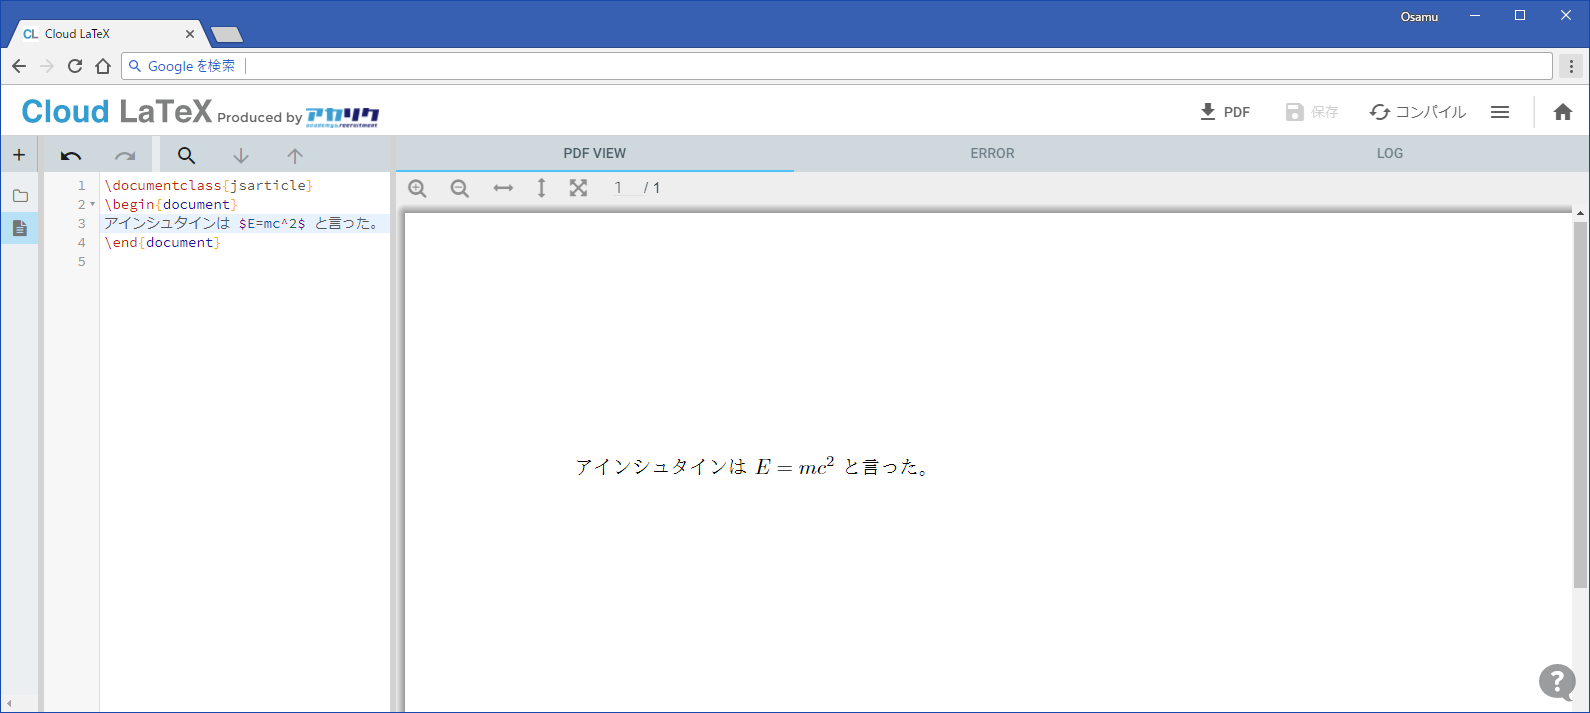 Osamu
CL Cloud LaTeX
Google を検索
Cloud LaTeX Produced by アカリク
academy&recruitment
PDF 保存 コンパイル
PDF VIEW ERROR LOG
1 / 1
1 \documentclass{jsarticle}
2 \begin{document}
3 アインシュタインは $E=mc^2$ と言った。
4 \end{document}
5
アインシュタインは E = mc² と言った。
?